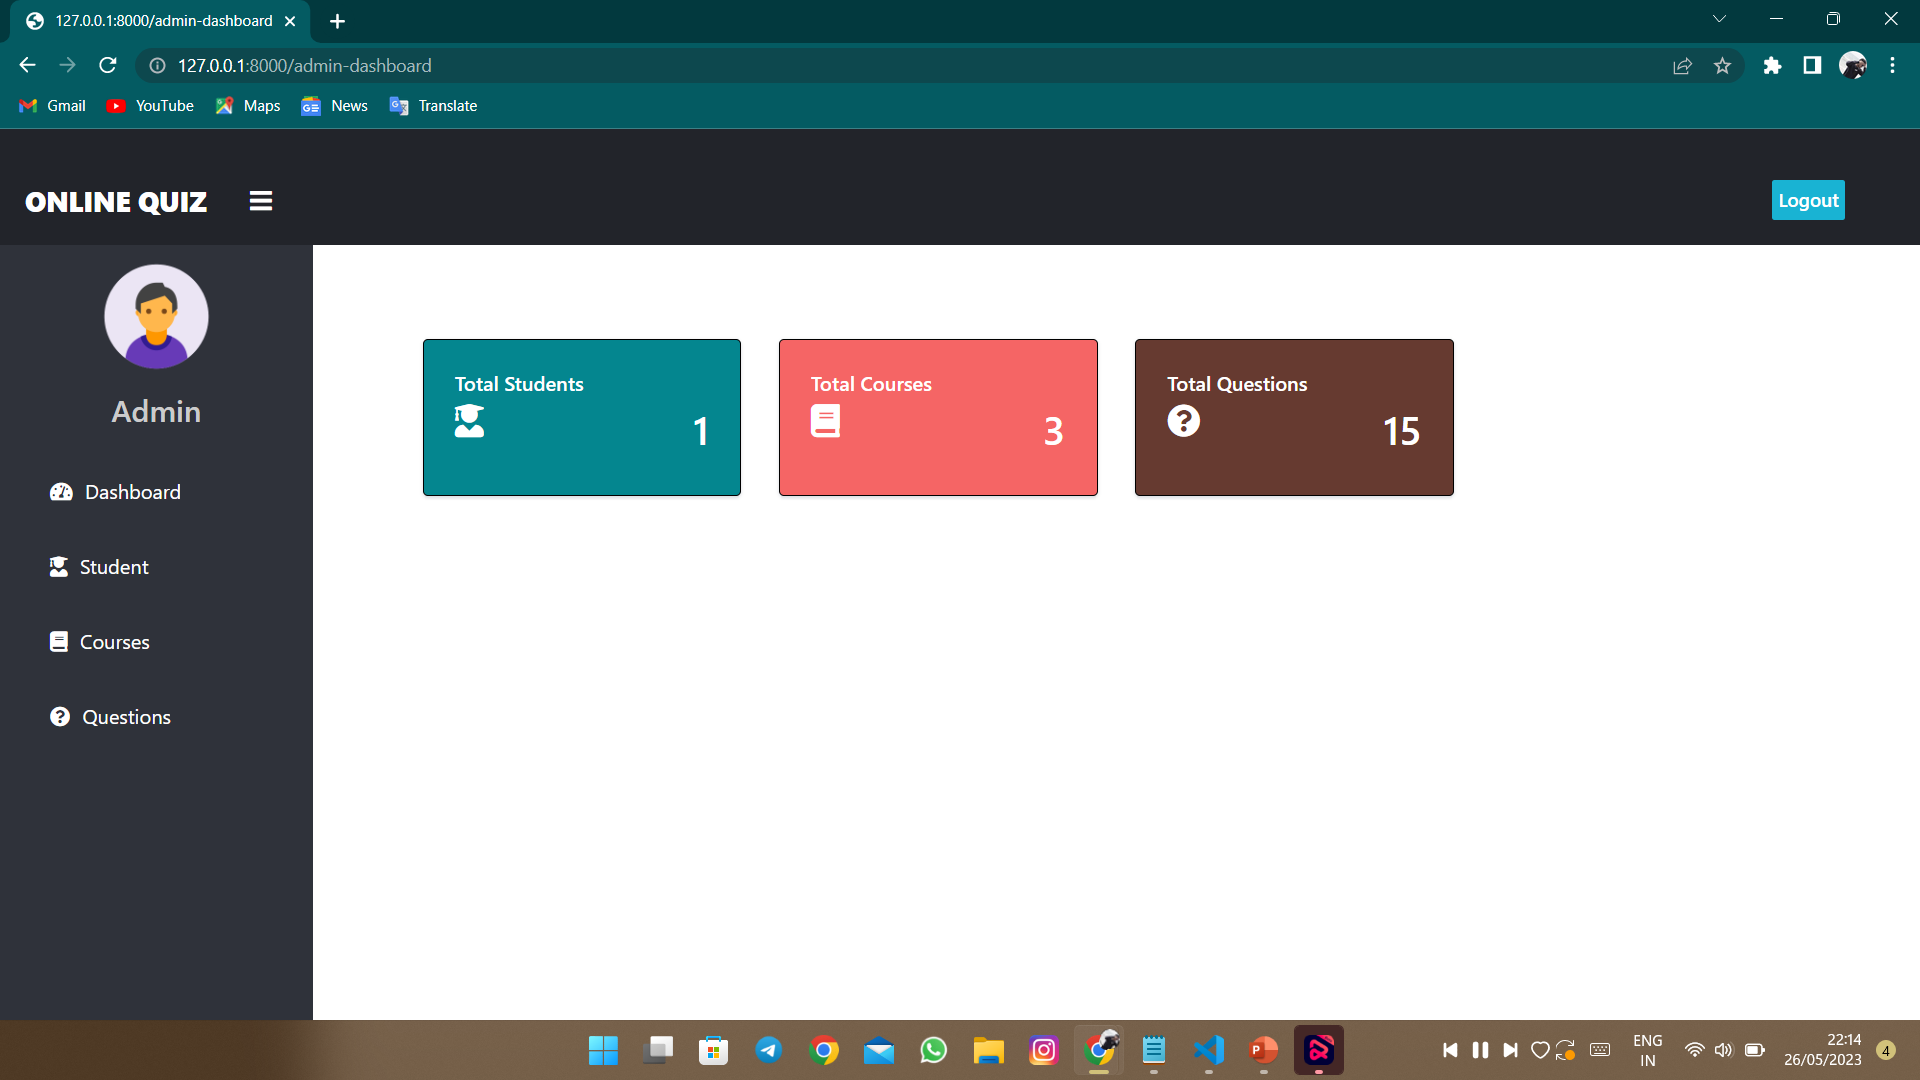 127.0.0.1:8000/admin-dashboard
127.0.0.1:8000/admin-dashboard
Gmail YouTube Maps News Translate
ONLINE QUIZ Logout
Admin
Dashboard
Student
Courses
Questions
Total Students
1
Total Courses
3
Total Questions
15
ENG
IN
22:14
26/05/2023
4